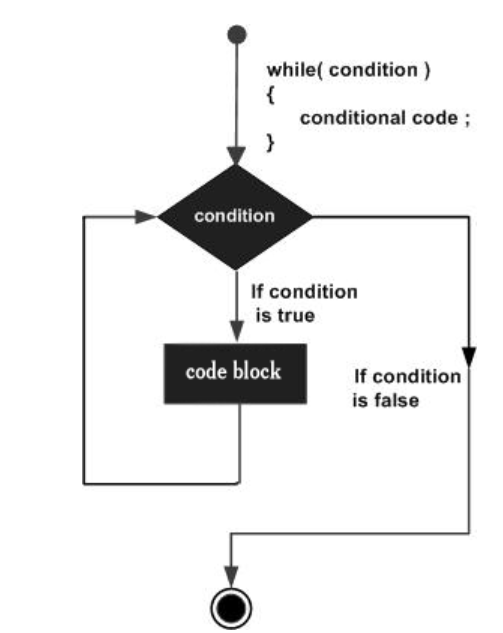 while( condition )
{
conditional code ;
}
condition
If condition
is true
code block
If condition
is false